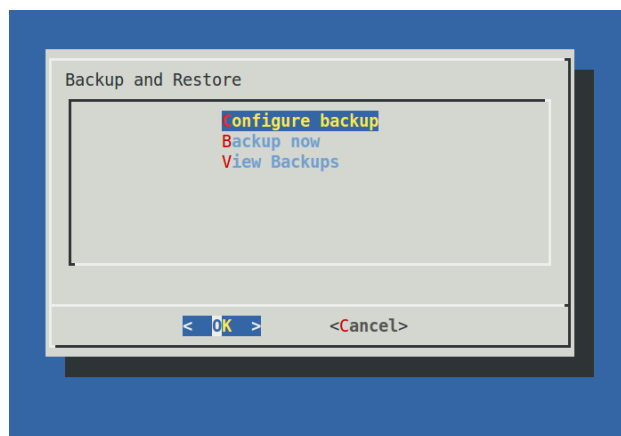 Backup and Restore
Configure backup
Backup now
View Backups
< OK > <Cancel>